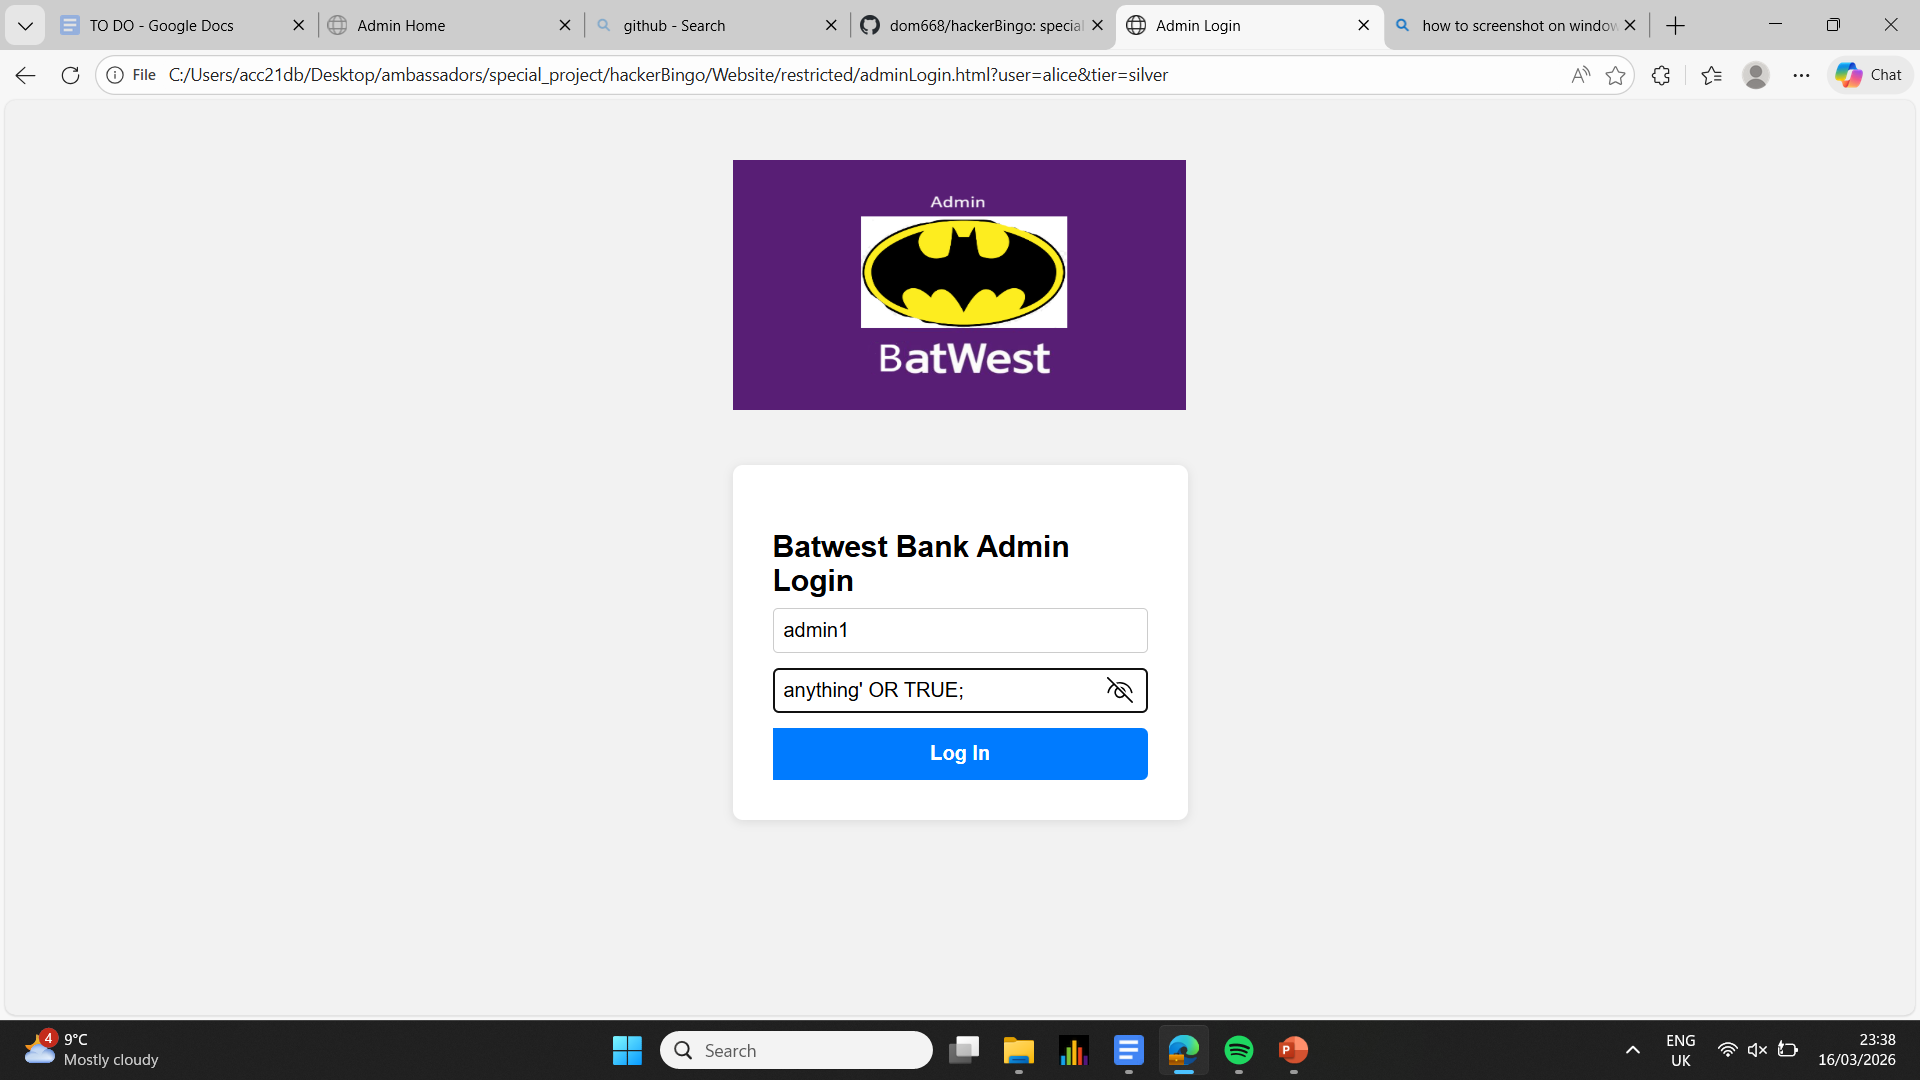 TO DO - Google Docs
Admin Home
github - Search
dom668/hackerBingo: special
Admin Login
how to screenshot on window
File
C:/Users/acc21db/Desktop/ambassadors/special_project/hackerBingo/Website/restricted/adminLogin.html?user=alice&tier=silver
Chat
Admin
BatWest
Batwest Bank Admin
Login
admin1
anything' OR TRUE;
Log In
4
9°C
Mostly cloudy
Search
P
ENG
UK
23:38
16/03/2026